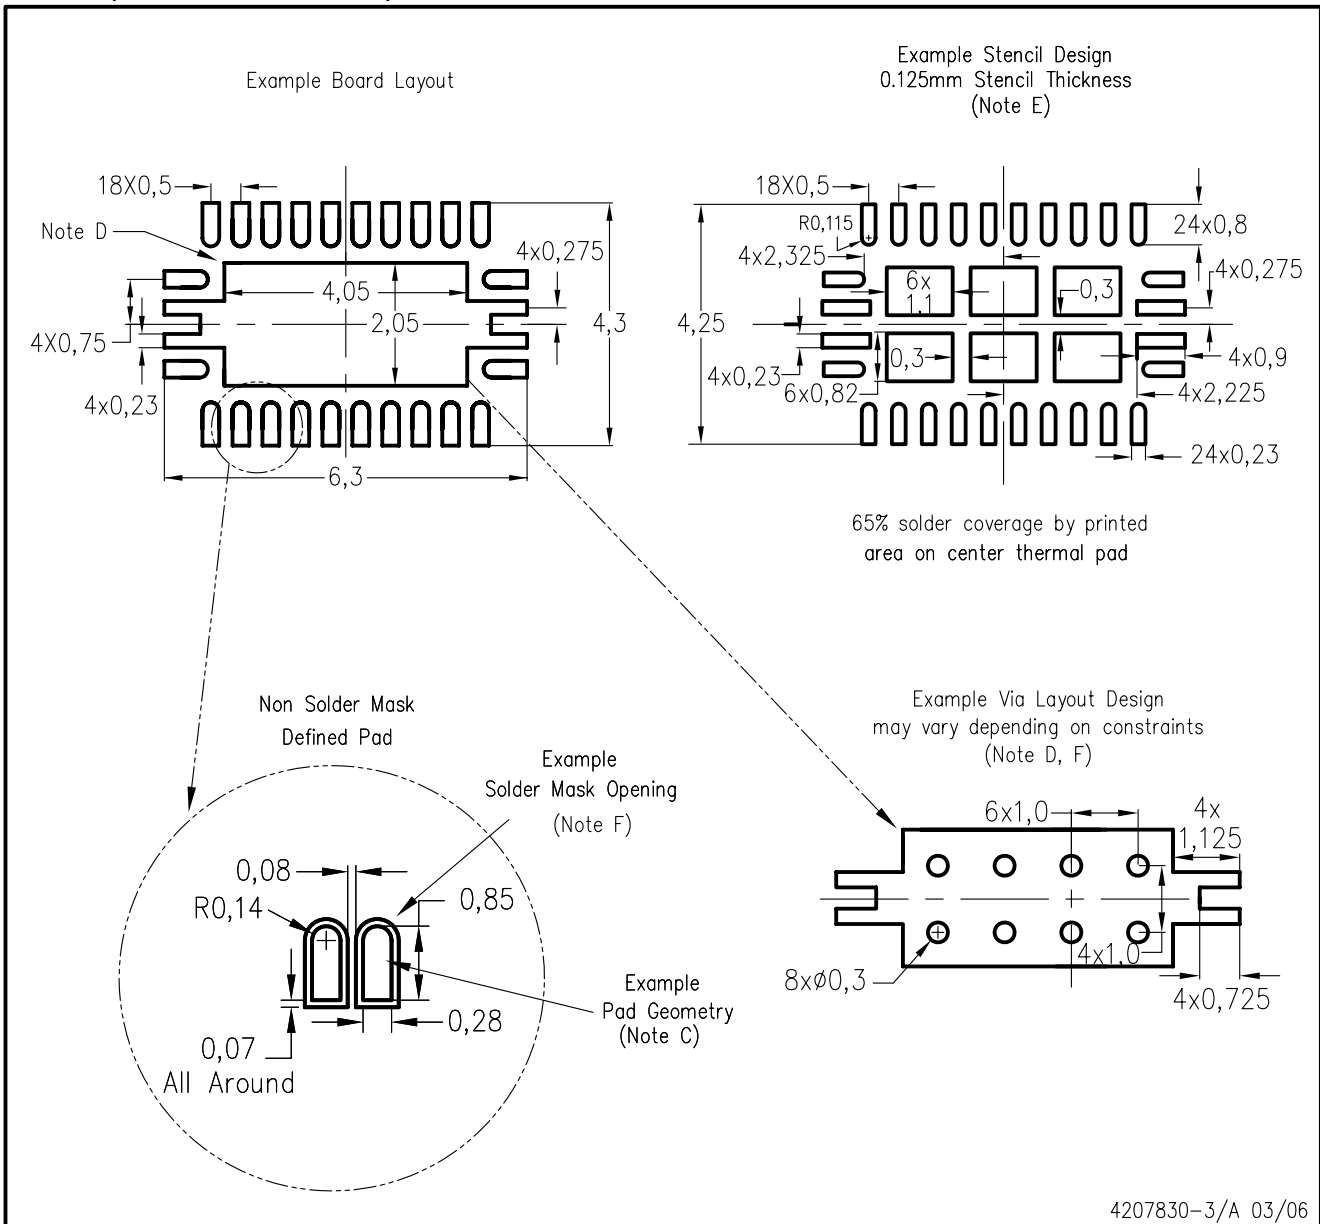 Example Board Layout
Example Stencil Design
0.125mm Stencil Thickness
(Note E)
18X0,5
Note D
4x0,275
4,05
2,05
4,3
4X0,75
4x0,23
6,3
18X0,5
R0,115
4x2,325
24x0,8
4x0,275
6x
1,1
0,3
4,25
0,3
4x0,23
6x0,82
4x0,9
4x2,225
24x0,23
65% solder coverage by printed
area on center thermal pad
Non Solder Mask
Defined Pad
Example
Solder Mask Opening
(Note F)
0,08
R0,14
0,85
Example
Pad Geometry
(Note C)
0,28
0,07
All Around
Example Via Layout Design
may vary depending on constraints
(Note D, F)
6x1,0
4x
1,125
4x1,0
8xø0,3
4x0,725
4207830-3/A 03/06